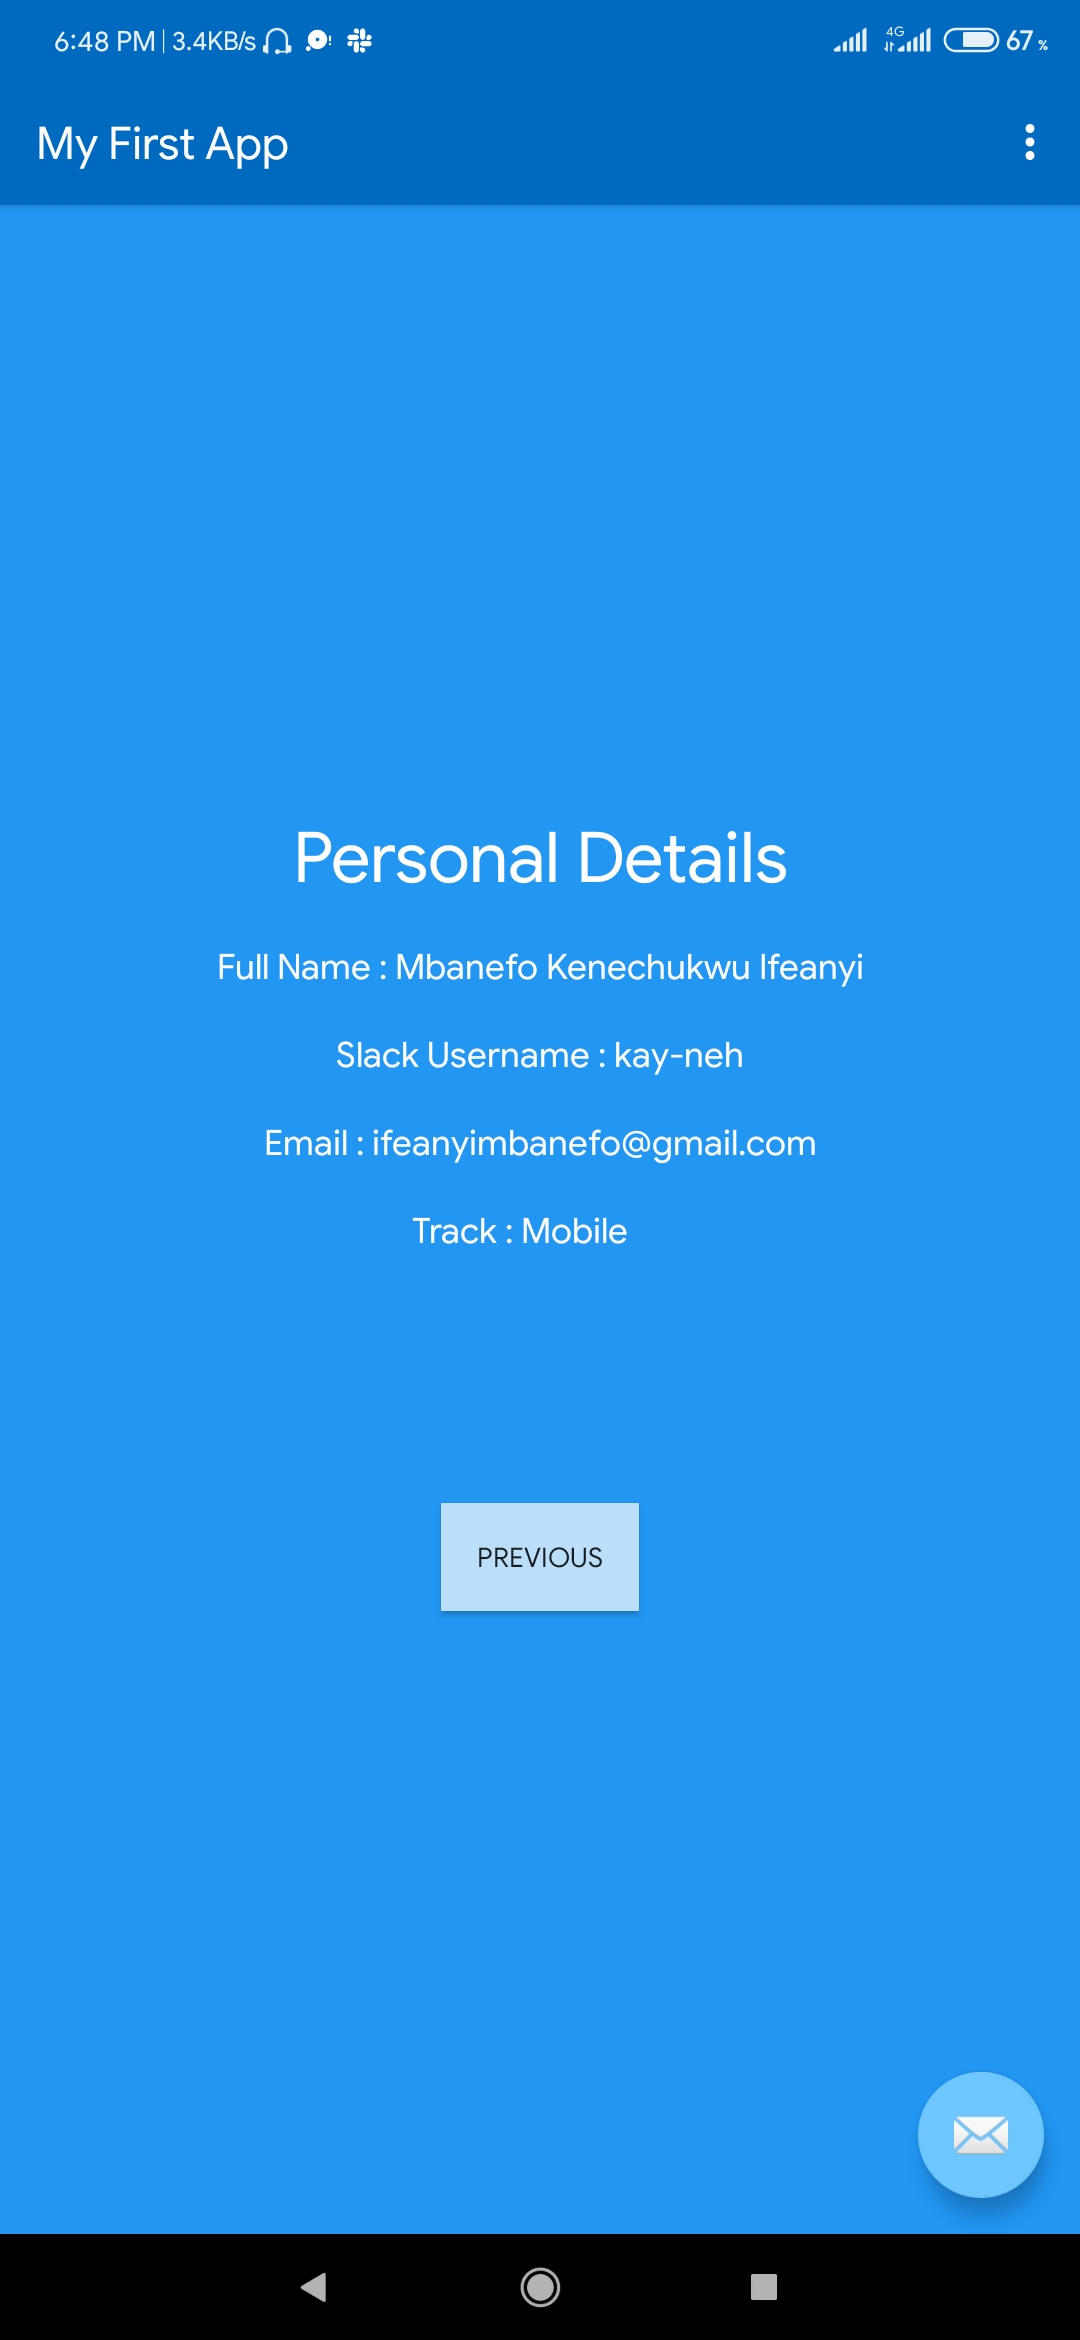 6:48 PM | 3.4KB/s 4G 67 %
My First App
Personal Details
Full Name : Mbanefo Kenechukwu Ifeanyi
Slack Username : kay-neh
Email : ifeanyimbanefo@gmail.com
Track : Mobile
PREVIOUS